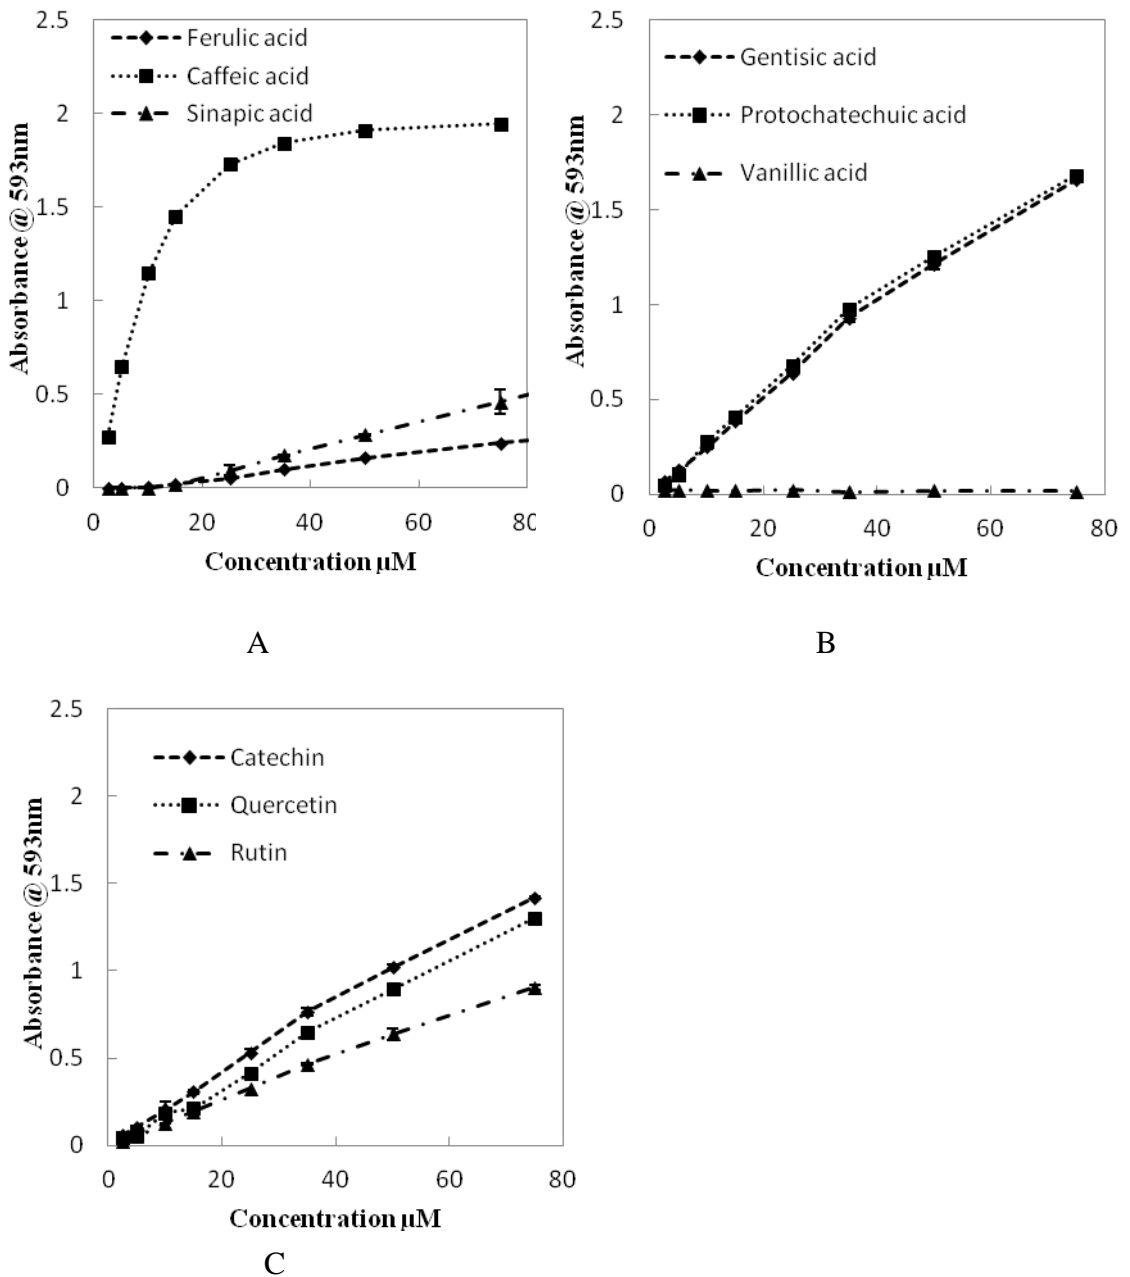 2.5
2
1.5
1
0.5
0
0 20 40 60 80
Absorbance @ 593nm
Concentration µM
Ferulic acid
Caffeic acid
Sinapic acid
A
2.5
2
1.5
1
0.5
0
0 20 40 60 80
Absorbance @ 593nm
Concentration µM
Gentisic acid
Protochatechuic acid
Vanillic acid
B
2.5
2
1.5
1
0.5
0
0 20 40 60 80
Absorbance @ 593nm
Concentration µM
Catechin
Quercetin
Rutin
C